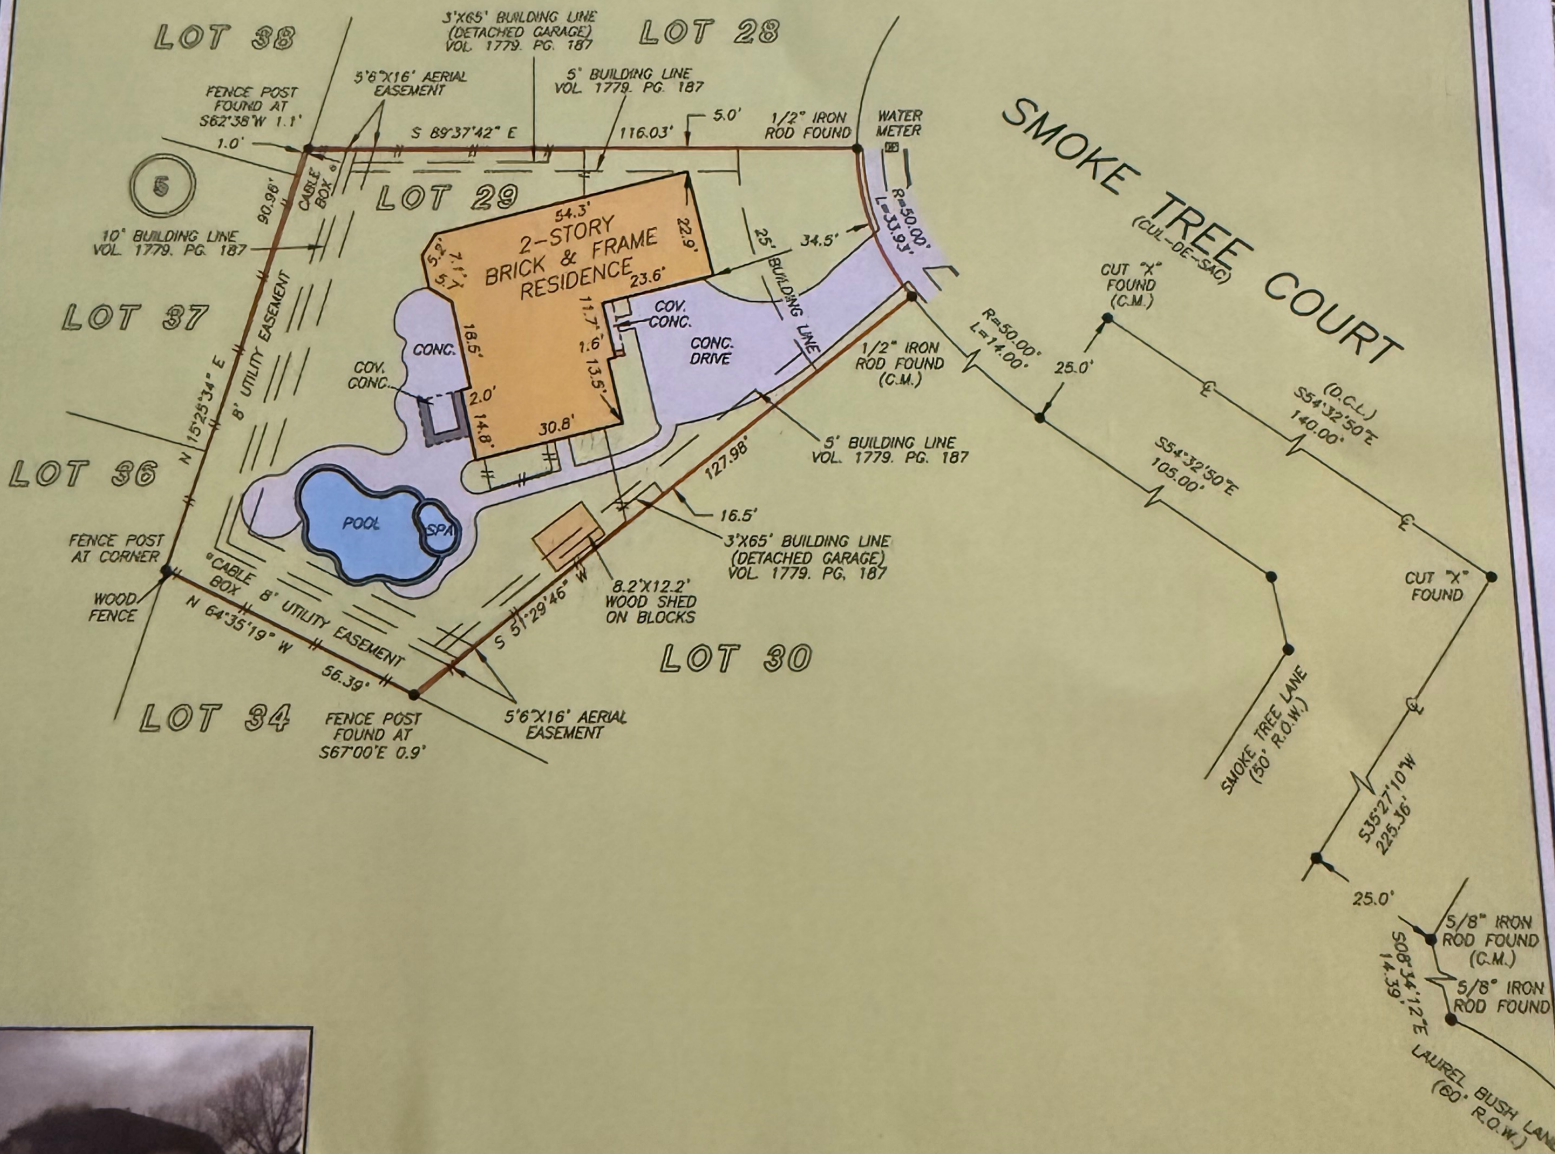 LOT 38
3'X65' BUILDING LINE
(DETACHED GARAGE)
VOL. 1779. PG. 187
LOT 28
5'6"X16' AERIAL
EASEMENT
5' BUILDING LINE
VOL. 1779. PG. 187
FENCE POST
FOUND AT
S62°38'W 1.1'
1.0'
S 89°37'42" E
116.03'
5.0'
1/2" IRON
ROD FOUND
WATER
METER
SMOKE TREE COURT
(CUL-DE-SAC)
5
90.96'
CABLE
BOX
LOT 29
10' BUILDING LINE
VOL. 1779. PG. 187
54.3'
2-STORY
BRICK & FRAME
RESIDENCE
22.9'
23.6'
5.2'
7.1'
5.7'
25' BUILDING LINE
34.5'
R=50.00'
L=33.93'
LOT 37
8' UTILITY EASEMENT
N 15°25'34" E
CONC.
18.5'
11.7'
1.6'
13.5'
COV.
CONC.
CONC.
DRIVE
COV.
CONC.
2.0'
14.8'
30.8'
1/2" IRON
ROD FOUND
(C.M.)
R=50.00'
L=14.00'
CUT "X"
FOUND
(C.M.)
25.0'
(D.C.L.)
S54°32'50"E
140.00'
S54°32'50"E
105.00'
LOT 36
5' BUILDING LINE
VOL. 1779. PG. 187
127.98'
16.5'
POOL
SPA
FENCE POST
AT CORNER
WOOD
FENCE
CABLE
BOX
8' UTILITY EASEMENT
N 64°35'19" W
56.39'
S 51°29'46" W
8.2'X12.2'
WOOD SHED
ON BLOCKS
3'X65' BUILDING LINE
(DETACHED GARAGE)
VOL. 1779. PG. 187
CUT "X"
FOUND
LOT 30
LOT 34
FENCE POST
FOUND AT
S67°00'E 0.9'
5'6"X16' AERIAL
EASEMENT
SMOKE TREE LANE
(50' R.O.W.)
S35°27'10"W
225.36'
25.0'
5/8" IRON
ROD FOUND
(C.M.)
5/8" IRON
ROD FOUND
S08°34'12"E
14.39'
LAUREL BUSH LANE
(60' R.O.W.)